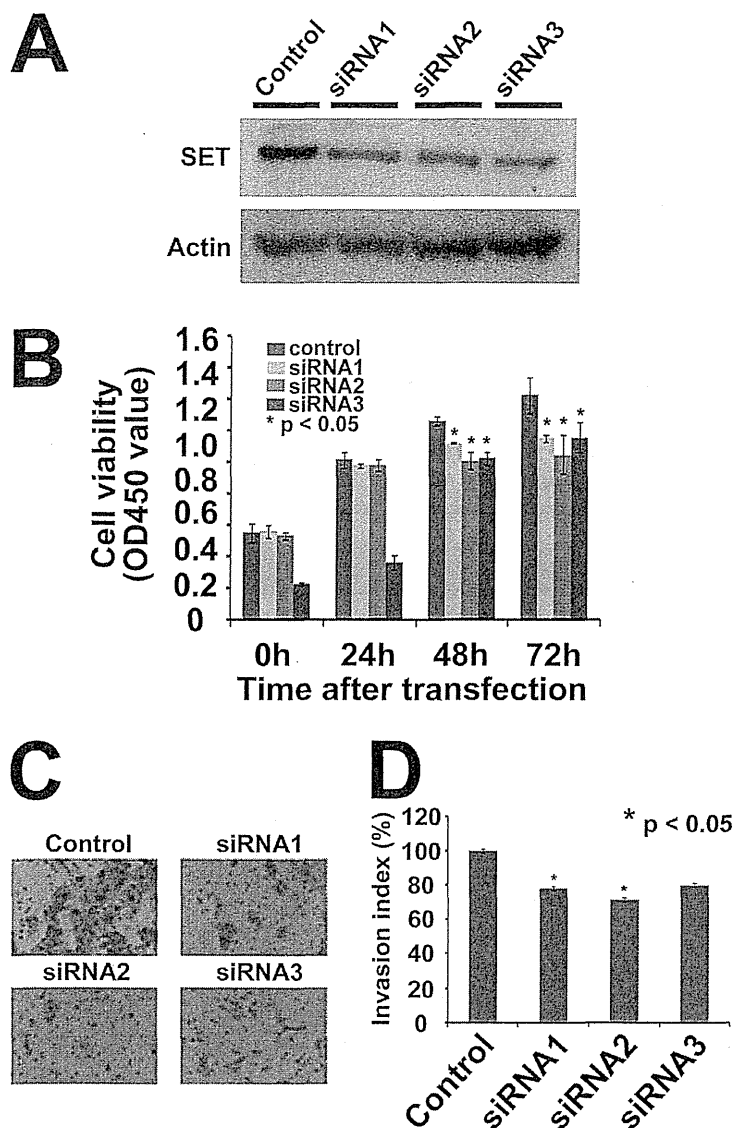 A
Control
siRNA1
siRNA2
siRNA3
SET
Actin
B
Cell viability
(OD450 value)
1.6
1.4
1.2
1.0
0.8
0.6
0.4
0.2
0
control
siRNA1
siRNA2
siRNA3
* p < 0.05
* * *
* * *
0h 24h 48h 72h
Time after transfection
C
Control
siRNA1
siRNA2
siRNA3
D
Invasion index (%)
120
100
80
60
40
20
0
* p < 0.05
* *
Control
siRNA1
siRNA2
siRNA3